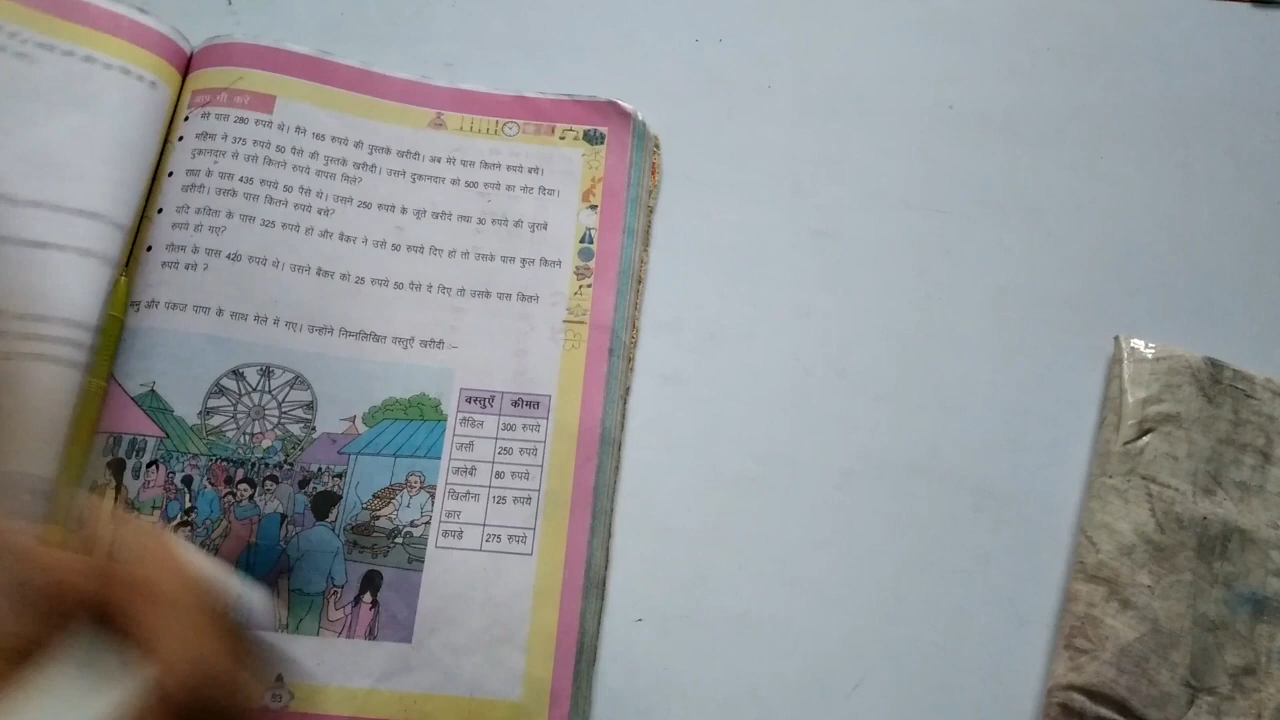 आप भी करें
मेरे पास 280 रुपये थे। मैंने 165 रुपये की पुस्तकें खरीदी। अब मेरे पास कितने रुपये बचे।
महिमा ने 375 रुपये 50 पैसे की पुस्तकें खरीदी। उसने दुकानदार को 500 रुपये का नोट दिया।
दुकानदार से उसे कितने रुपये वापस मिले?
राधा के पास 435 रुपये 50 पैसे थे। उसने 250 रुपये के जूते खरीदे तथा 30 रुपये की जुराबें
खरीदी। उसके पास कितने रुपये बचे?
यदि कविता के पास 325 रुपये हों और बैंकर ने उसे 50 रुपये दिए हों तो उसके पास कुल कितने
रुपये हो गए?
गौतम के पास 420 रुपये थे। उसने बैंकर को 25 रुपये 50 पैसे दे दिए तो उसके पास कितने
रुपये बचे ?
मनु और पंकज पापा के साथ मेले में गए। उन्होंने निम्नलिखित वस्तुएँ खरीदी :–
वस्तुएँ कीमत
सैंडिल 300 रुपये
जर्सी 250 रुपये
जलेबी 80 रुपये
खिलौना 125 रुपये
कार
कपड़े 275 रुपये
83